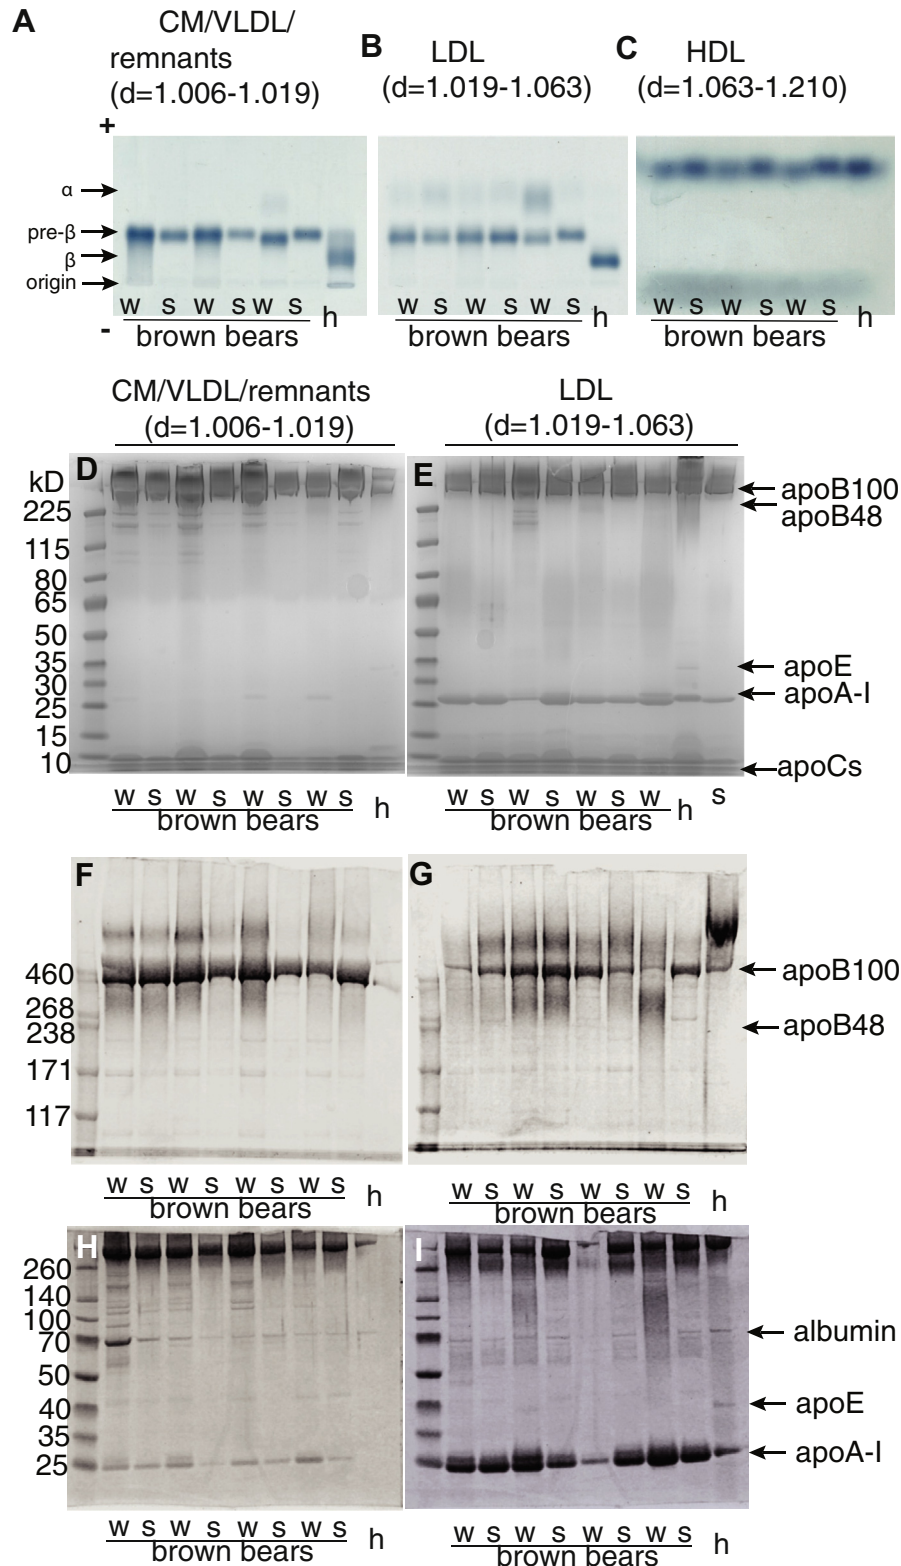 A
CM/VLDL/
remnants
(d=1.006-1.019)
B
LDL
(d=1.019-1.063)
C
HDL
(d=1.063-1.210)
+
α
pre-β
β
origin
-
w s w s w s h
brown bears
w s w s w s h
brown bears
w s w s w s h
brown bears
CM/VLDL/remnants
(d=1.006-1.019)
LDL
(d=1.019-1.063)
D
kD
225
115
80
65
50
35
30
25
15
10
E
apoB100
apoB48
apoE
apoA-I
apoCs
w s w s w s w s h
brown bears
w s w s w s w h s
brown bears
F
460
268
238
171
117
G
apoB100
apoB48
w s w s w s w s h
brown bears
w s w s w s w s h
brown bears
H
260
140
100
70
50
40
35
25
I
albumin
apoE
apoA-I
w s w s w s w s h
brown bears
w s w s w s w s h
brown bears